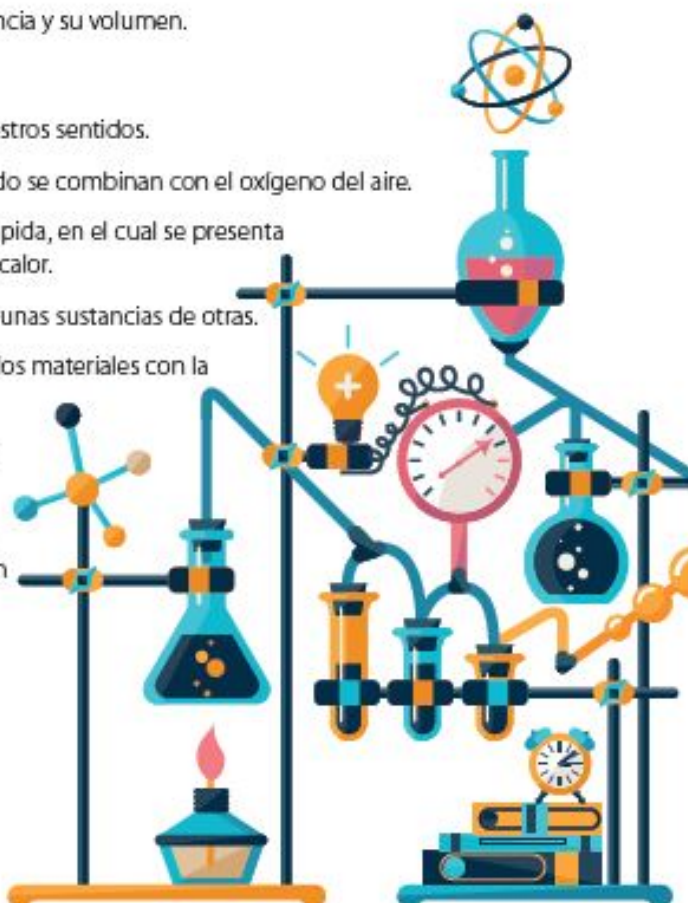 ncia y su volumen.
stros sentidos.
do se combinan con el oxígeno del aire.
pida, en el cual se presenta
calor.
unas sustancias de otras.
los materiales con la
n